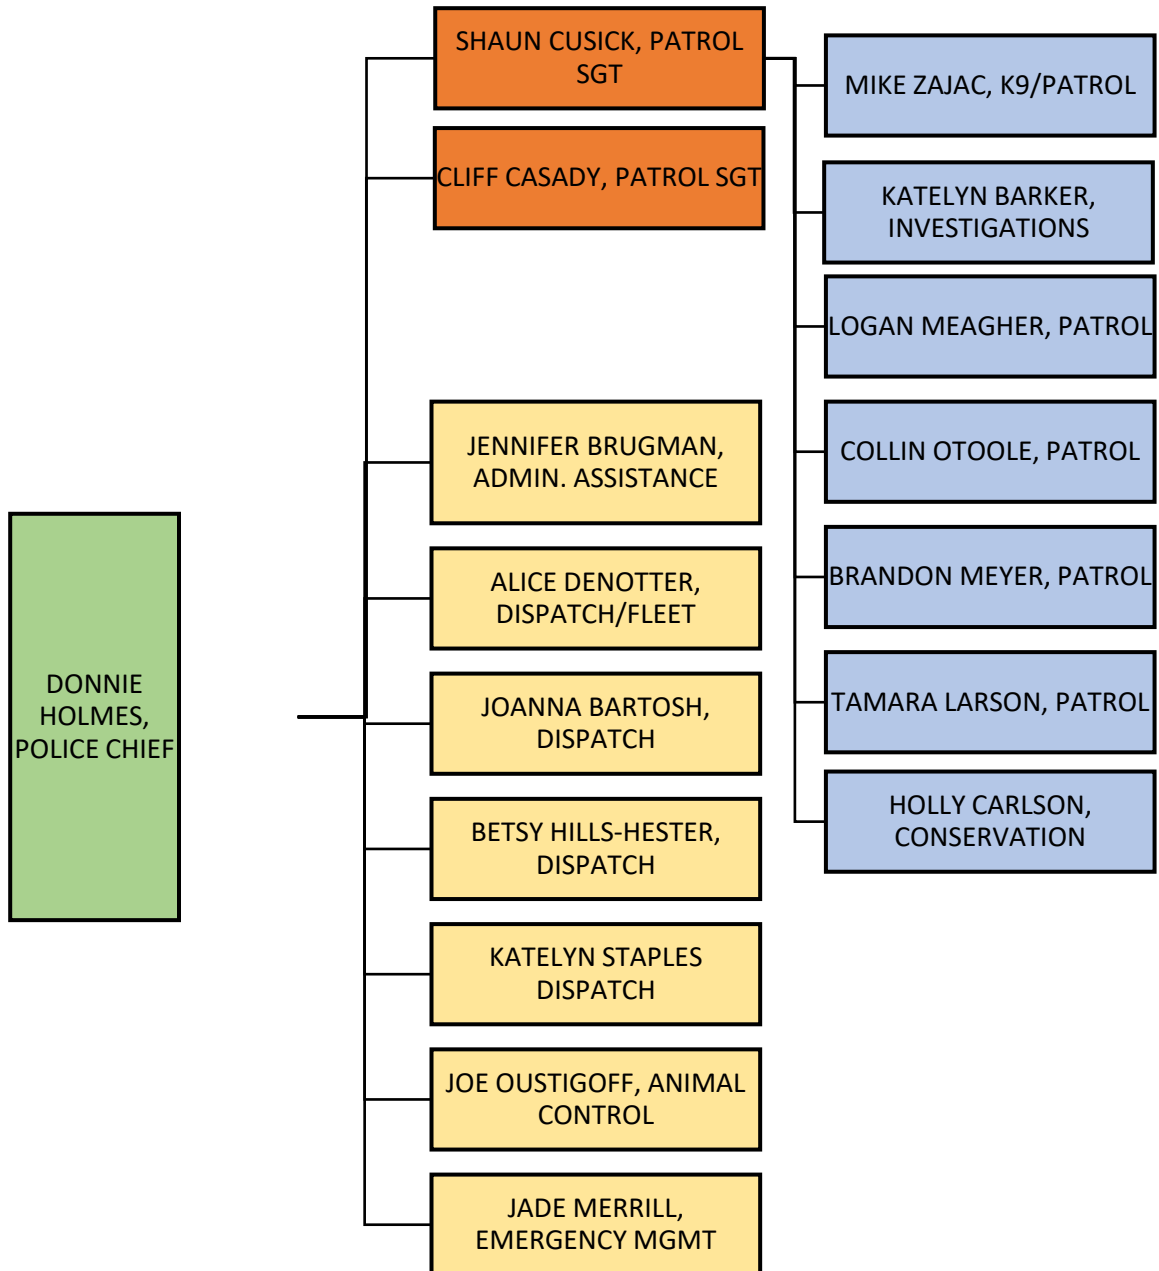 SHAUN CUSICK, PATROL
SGT
CLIFF CASADY, PATROL SGT
MIKE ZAJAC, K9/PATROL
KATELYN BARKER,
INVESTIGATIONS
LOGAN MEAGHER, PATROL
COLLIN OTOOLE, PATROL
BRANDON MEYER, PATROL
TAMARA LARSON, PATROL
HOLLY CARLSON,
CONSERVATION
JENNIFER BRUGMAN,
ADMIN. ASSISTANCE
ALICE DENOTTER,
DISPATCH/FLEET
JOANNA BARTOSH,
DISPATCH
BETSY HILLS-HESTER,
DISPATCH
KATELYN STAPLES
DISPATCH
JOE OUSTIGOFF, ANIMAL
CONTROL
JADE MERRILL,
EMERGENCY MGMT
DONNIE
HOLMES,
POLICE CHIEF